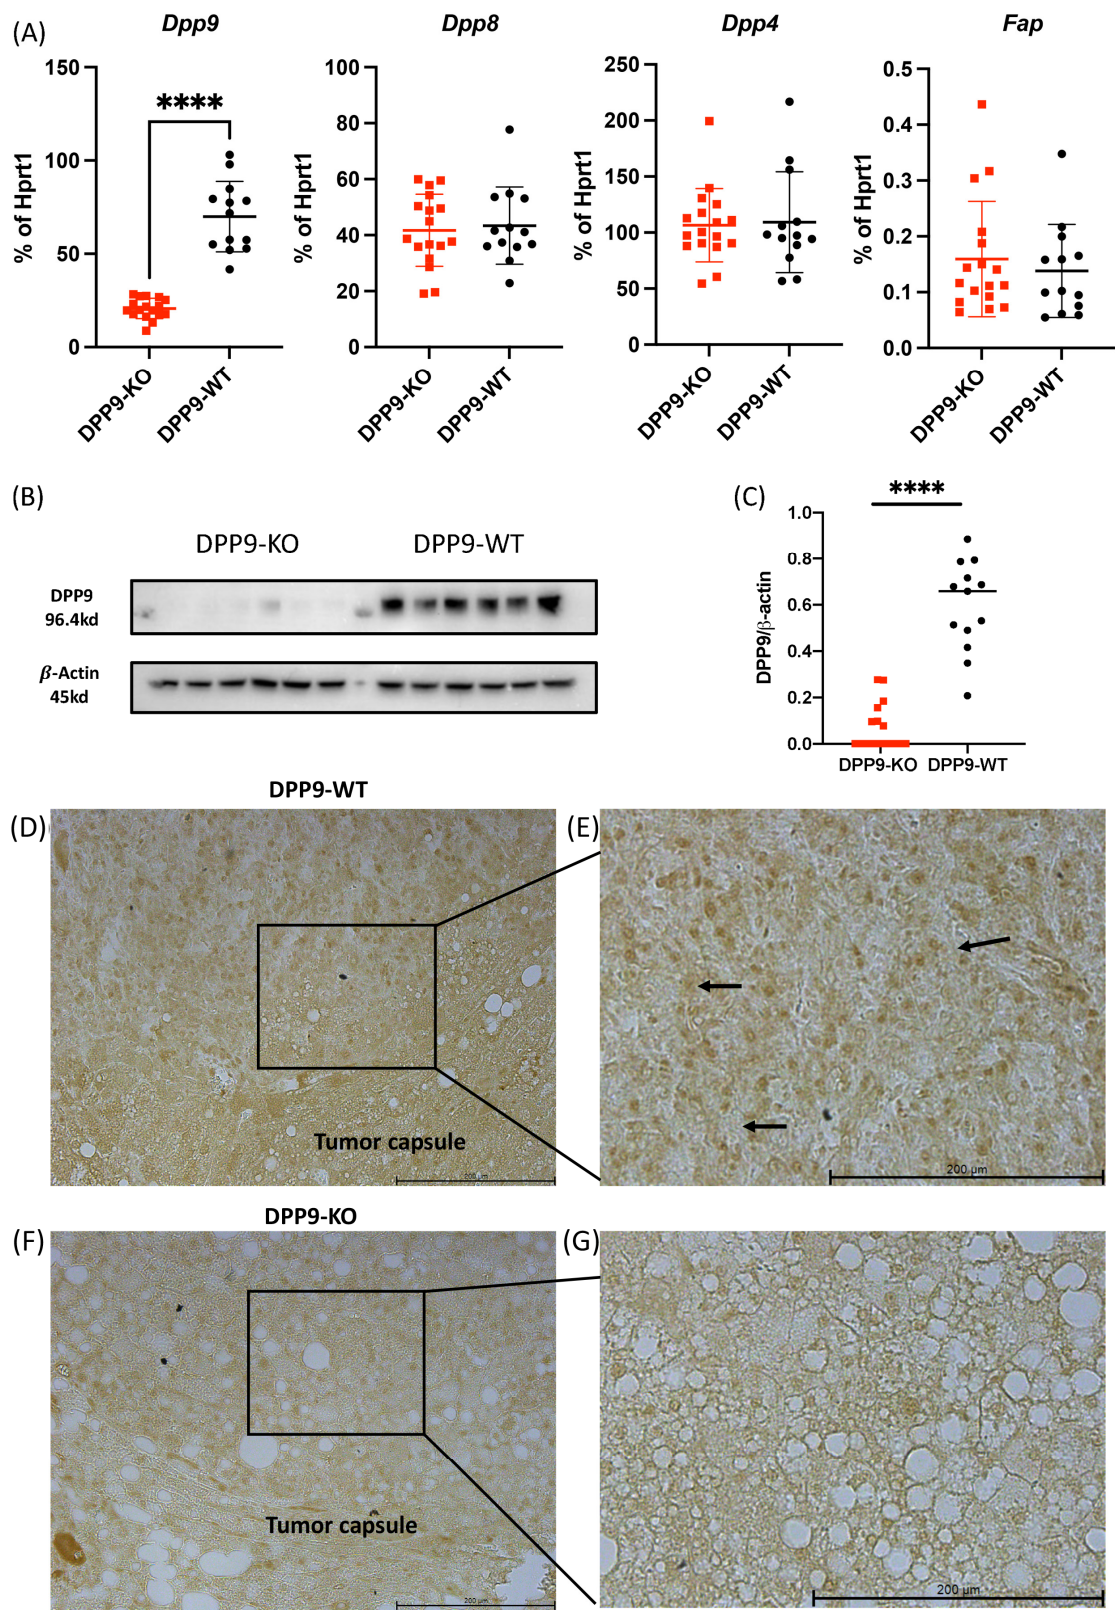 (A)
Dpp9
Dpp8
Dpp4
Fap
% of Hprt1
150
100
50
0
DPP9-KO
DPP9-WT
****
% of Hprt1
100
80
60
40
20
0
DPP9-KO
DPP9-WT
% of Hprt1
250
200
150
100
50
0
DPP9-KO
DPP9-WT
% of Hprt1
0.5
0.4
0.3
0.2
0.1
0.0
DPP9-KO
DPP9-WT
(B)
DPP9-KO DPP9-WT
DPP9
96.4kd
β-Actin
45kd
(C)
****
DPP9/β-actin
1.0
0.8
0.6
0.4
0.2
0.0
DPP9-KO DPP9-WT
DPP9-WT
(D)
Tumor capsule
200 µm
(E)
200 µm
DPP9-KO
(F)
Tumor capsule
200 µm
(G)
200 µm